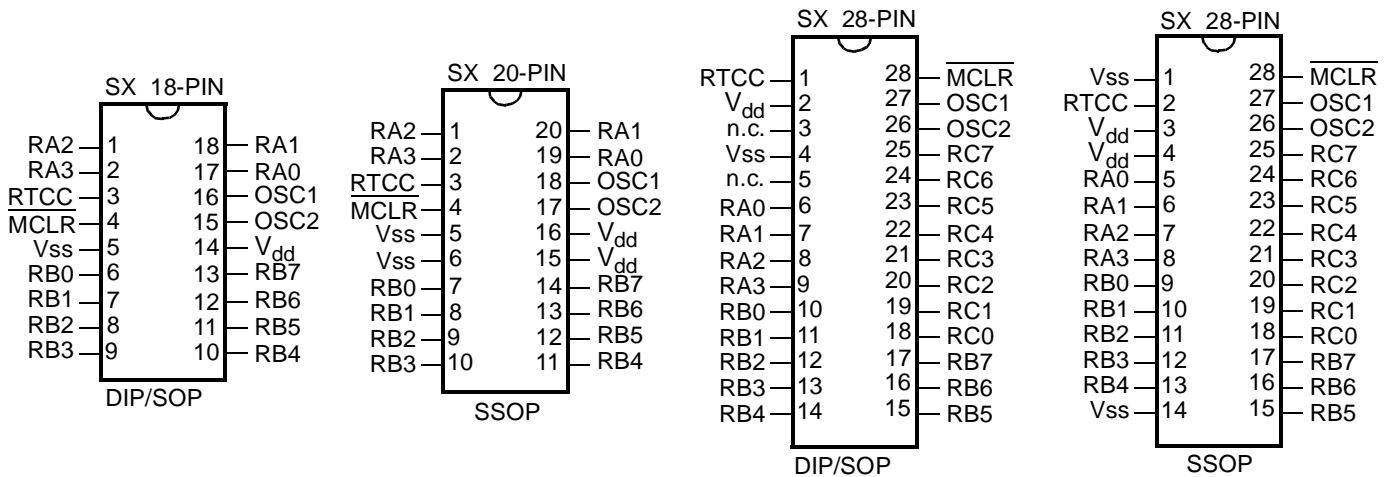 SX 18-PIN
RA2 1 18 RA1
RA3 2 17 RA0
RTCC 3 16 OSC1
MCLR 4 15 OSC2
Vss 5 14 Vdd
RB0 6 13 RB7
RB1 7 12 RB6
RB2 8 11 RB5
RB3 9 10 RB4
DIP/SOP
SX 20-PIN
RA2 1 20 RA1
RA3 2 19 RA0
RTCC 3 18 OSC1
MCLR 4 17 OSC2
Vss 5 16 Vdd
Vss 6 15 Vdd
RB0 7 14 RB7
RB1 8 13 RB6
RB2 9 12 RB5
RB3 10 11 RB4
SSOP
SX 28-PIN
RTCC 1 28 MCLR
Vdd 2 27 OSC1
n.c. 3 26 OSC2
Vss 4 25 RC7
n.c. 5 24 RC6
RA0 6 23 RC5
RA1 7 22 RC4
RA2 8 21 RC3
RA3 9 20 RC2
RB0 10 19 RC1
RB1 11 18 RC0
RB2 12 17 RB7
RB3 13 16 RB6
RB4 14 15 RB5
DIP/SOP
SX 28-PIN
Vss 1 28 MCLR
RTCC 2 27 OSC1
Vdd 3 26 OSC2
Vdd 4 25 RC7
RA0 5 24 RC6
RA1 6 23 RC5
RA2 7 22 RC4
RA3 8 21 RC3
RB0 9 20 RC2
RB1 10 19 RC1
RB2 11 18 RC0
RB3 12 17 RB7
RB4 13 16 RB6
Vss 14 15 RB5
SSOP